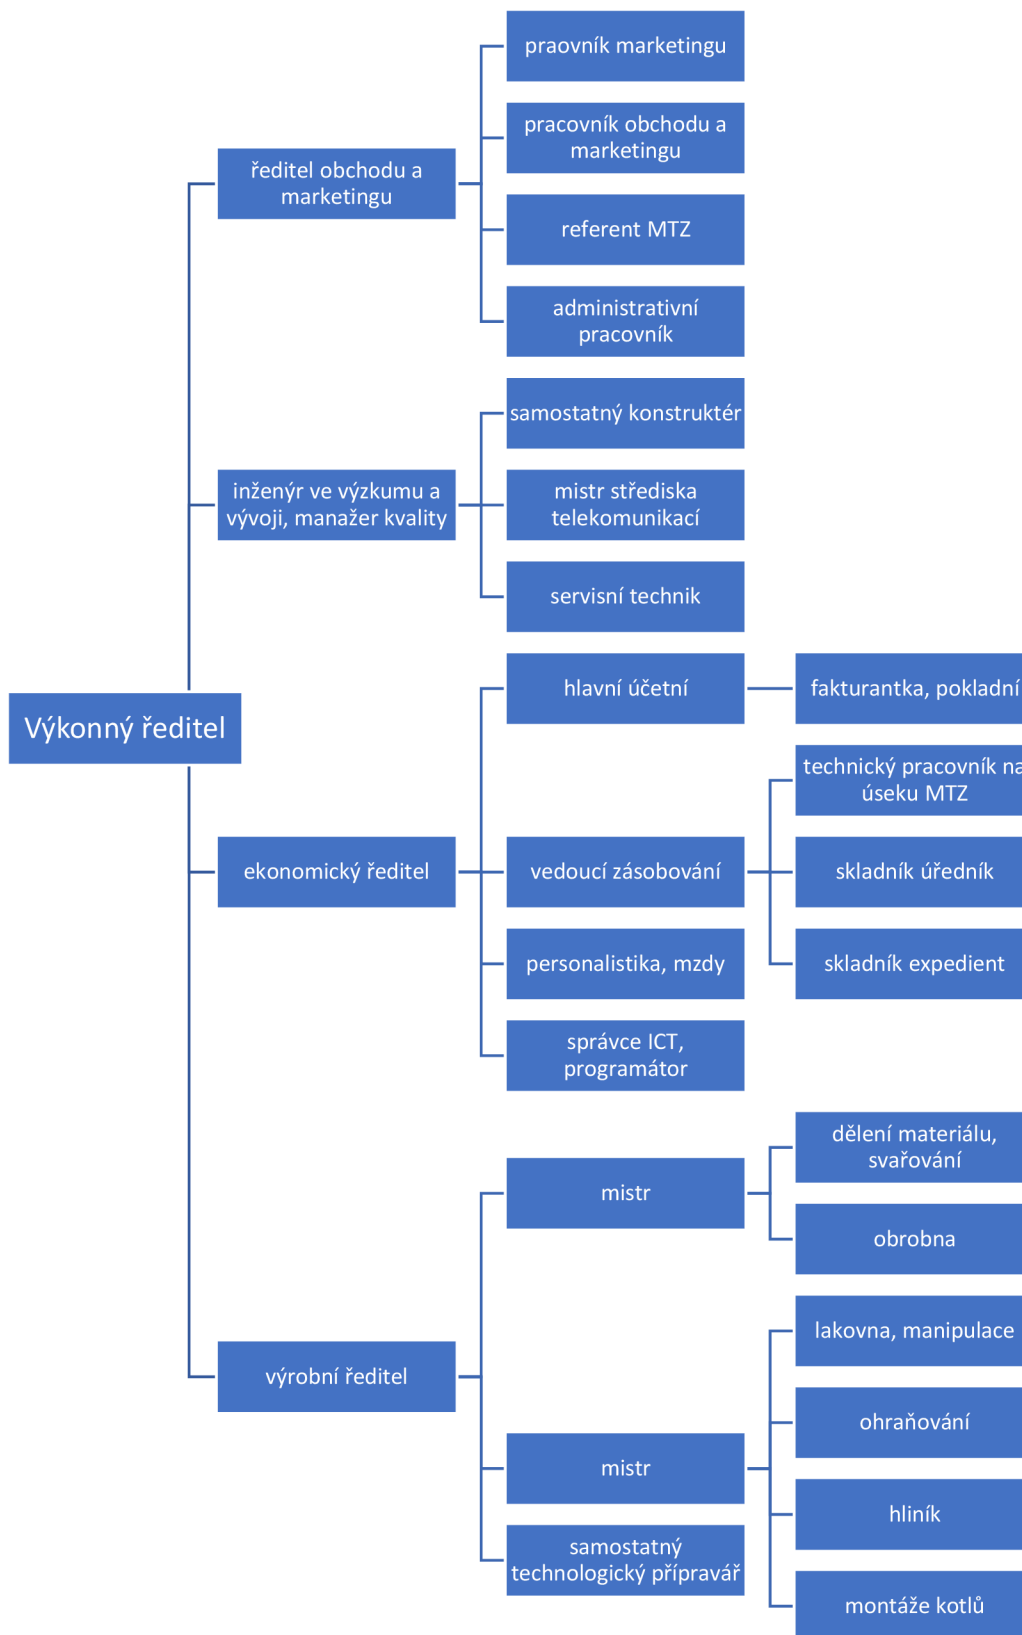 Výkonný ředitel
ředitel obchodu a
marketingu
praovník marketingu
pracovník obchodu a
marketingu
referent MTZ
administrativní
pracovník
inženýr ve výzkumu a
vývoji, manažer kvality
samostatný konstruktér
mistr střediska
telekomunikací
servisní technik
ekonomický ředitel
hlavní účetní
fakturantka, pokladní
vedoucí zásobování
technický pracovník na
úseku MTZ
skladník úředník
skladník expedient
personalistika, mzdy
správce ICT,
programátor
výrobní ředitel
mistr
dělení materiálu,
svařování
obrobna
mistr
lakovna, manipulace
ohraňování
hliník
montáže kotlů
samostatný
technologický přípravář